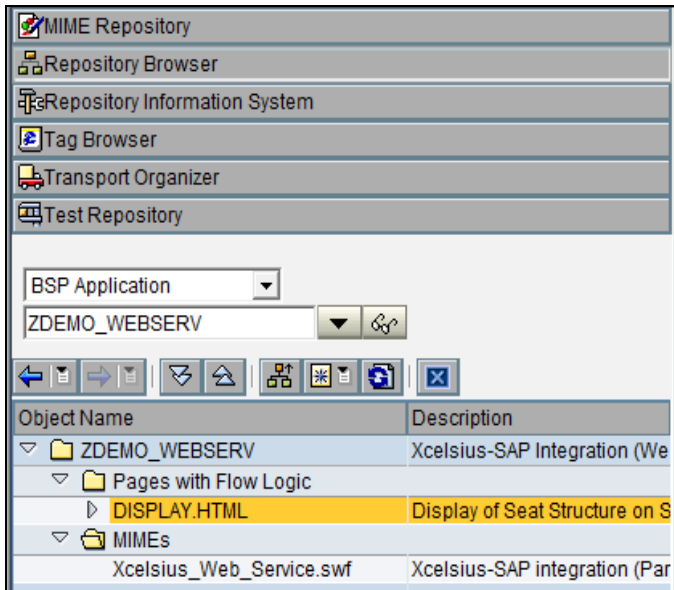 MIME Repository
Repository Browser
Repository Information System
Tag Browser
Transport Organizer
Test Repository
BSP Application
ZDEMO_WEBSERV
Object Name Description
ZDEMO_WEBSERV Xcelsius-SAP Integration (We
Pages with Flow Logic
DISPLAY.HTML Display of Seat Structure on S
MIMEs
Xcelsius_Web_Service.swf Xcelsius-SAP integration (Par